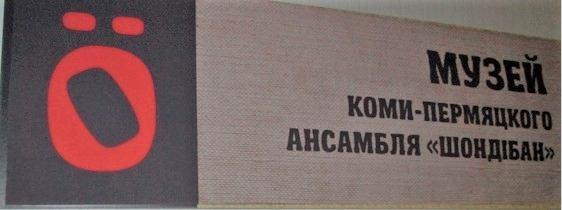 Ӧ
МУЗЕЙ
КОМИ-ПЕРМЯЦКОГО
АНСАМБЛЯ «ШОНДІБАН»